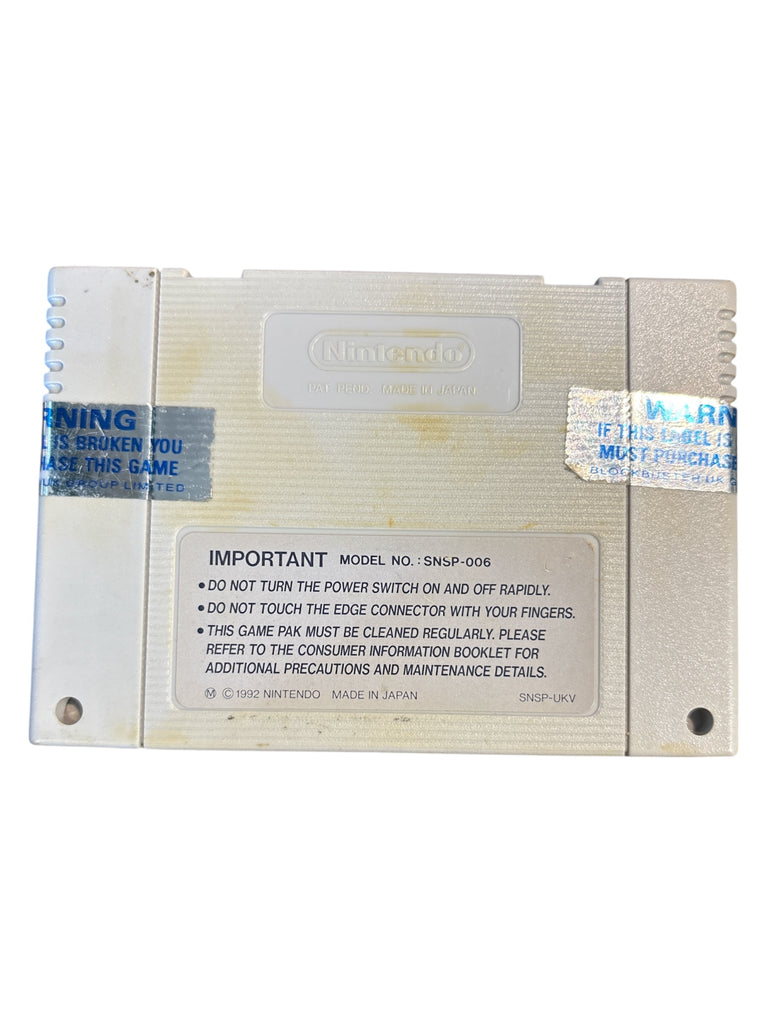 Nintendo
PAT. PEND. MADE IN JAPAN
RNING
IS BROKEN YOU
THIS GAME
UK GROUP LIMITED
WARN
IF THIS LABEL IS
MUST PURCHASE
BLOCKBUSTER UK G
IMPORTANT MODEL NO. : SNSP-006
• DO NOT TURN THE POWER SWITCH ON AND OFF RAPIDLY.
• DO NOT TOUCH THE EDGE CONNECTOR WITH YOUR FINGERS.
• THIS GAME PAK MUST BE CLEANED REGULARLY. PLEASE
REFER TO THE CONSUMER INFORMATION BOOKLET FOR
ADDITIONAL PRECAUTIONS AND MAINTENANCE DETAILS.
Ⓜ © 1992 NINTENDO MADE IN JAPAN SNSP-UKV